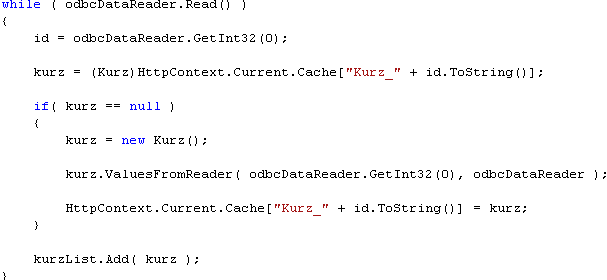 while ( odbcDataReader.Read() )
{
id = odbcDataReader.GetInt32(0);
kurz = (Kurz)HttpContext.Current.Cache["Kurz_" + id.ToString()];
if( kurz == null )
{
kurz = new Kurz();
kurz.ValuesFromReader( odbcDataReader.GetInt32(0), odbcDataReader );
HttpContext.Current.Cache["Kurz_" + id.ToString()] = kurz;
}
kurzList.Add( kurz );
}